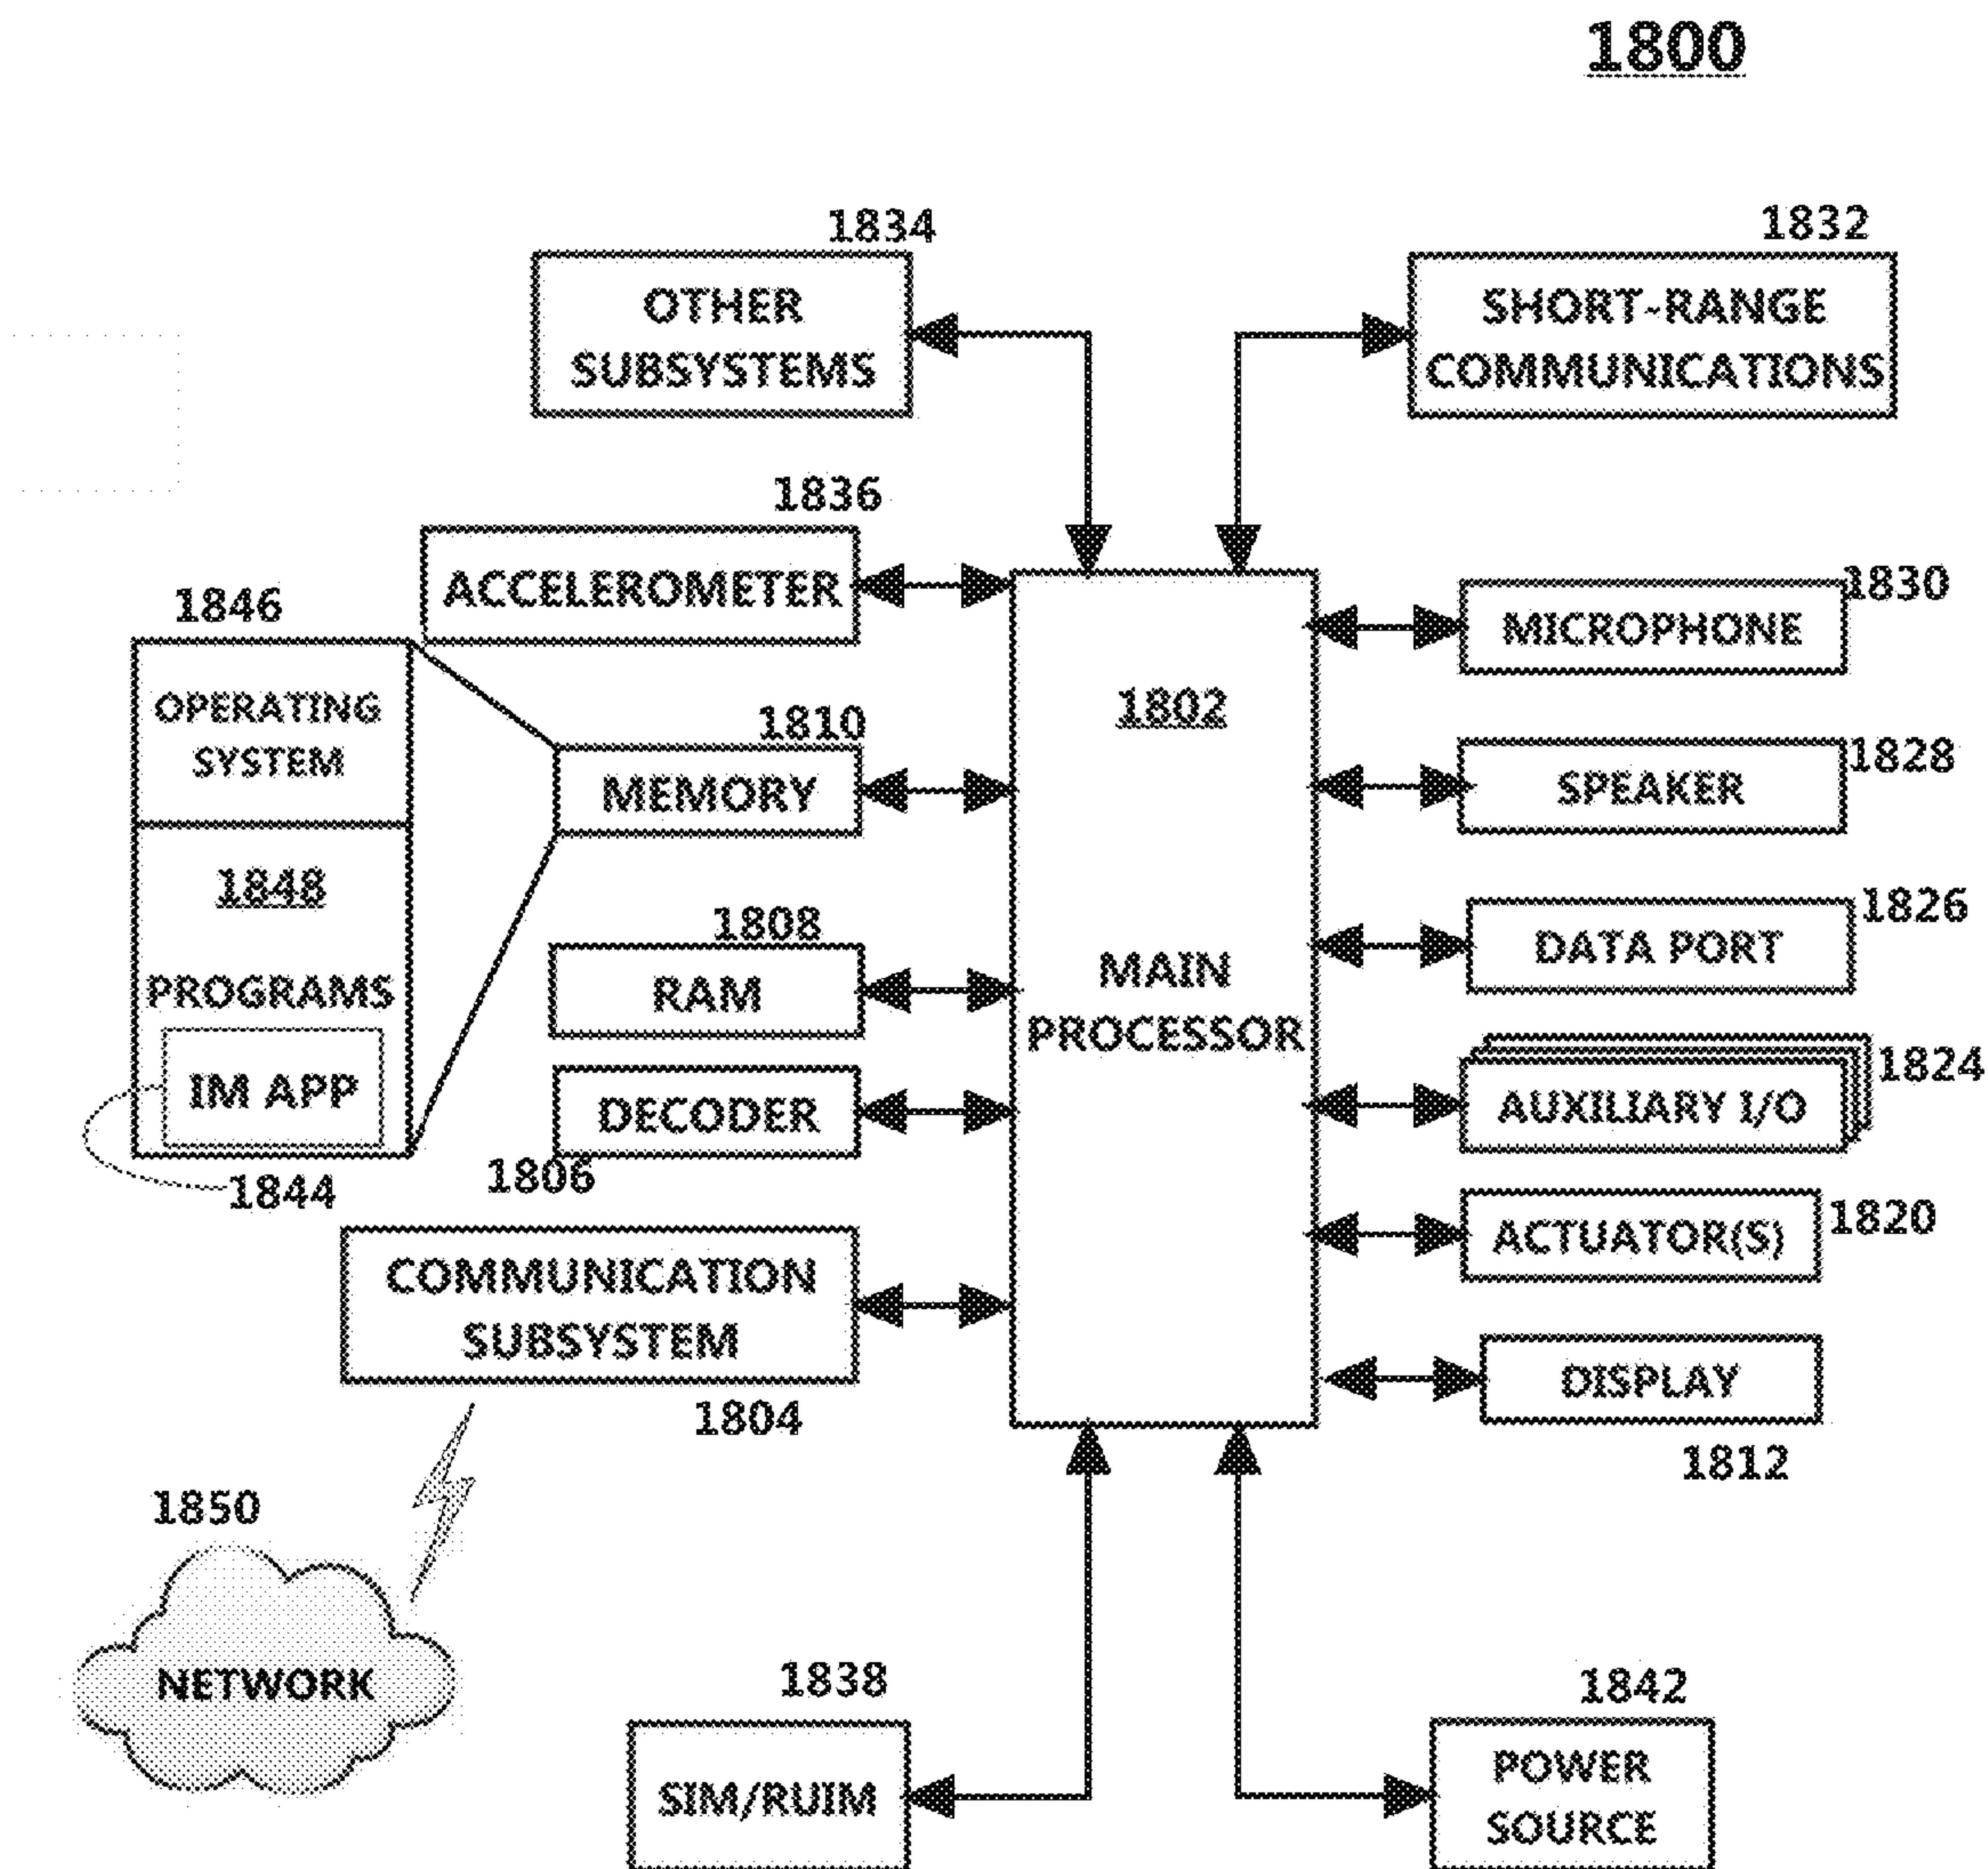 1800
1834
OTHER
SUBSYSTEMS
1832
SHORT-RANGE
COMMUNICATIONS
1836
ACCELEROMETER
1846
OPERATING
SYSTEM
1848
PROGRAMS
IM APP
1844
1810
MEMORY
1808
RAM
DECODER
1806
COMMUNICATION
SUBSYSTEM
1804
1802
MAIN
PROCESSOR
1830
MICROPHONE
1828
SPEAKER
1826
DATA PORT
1824
AUXILIARY I/O
1820
ACTUATOR(S)
DISPLAY
1812
1850
NETWORK
1838
SIM/RUIM
1842
POWER
SOURCE